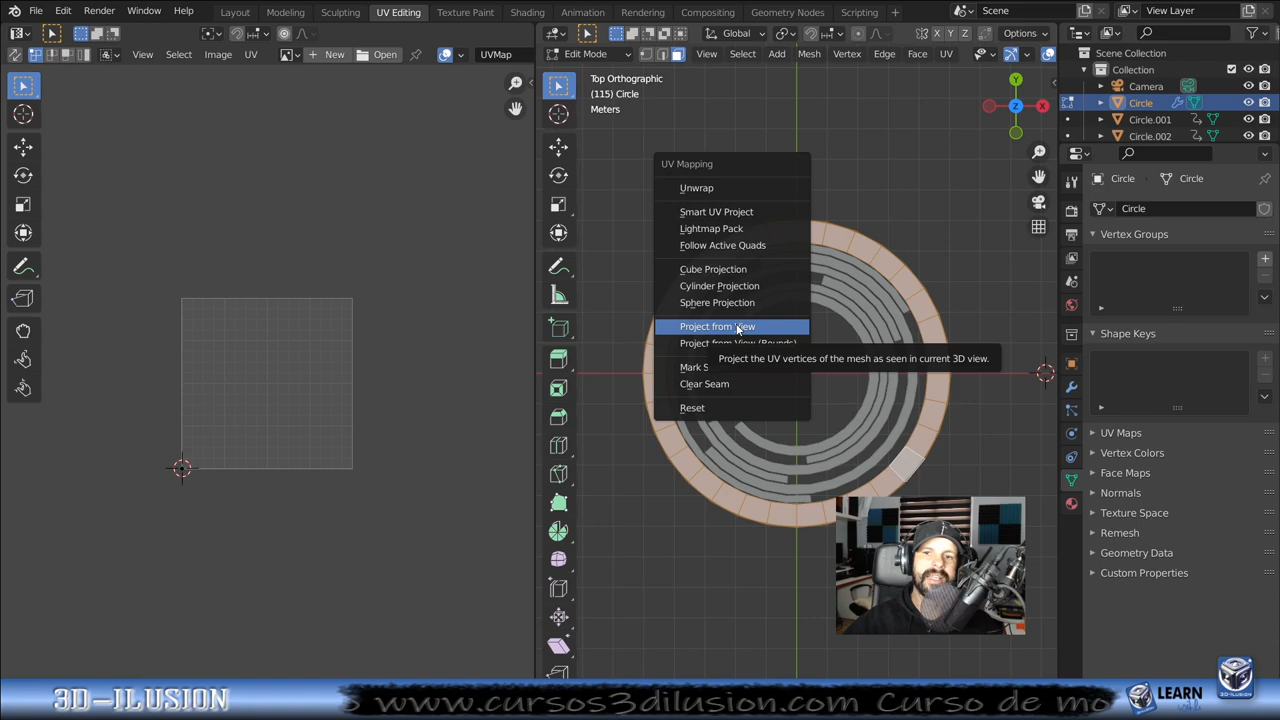 File Edit Render Window Help Layout Modeling Sculpting UV Editing Texture Paint Shading Animation Rendering Compositing Geometry Nodes Scripting + Scene View Layer
View Select Image UV New Open UVMap Global X Y Z Options
Edit Mode View Select Add Mesh Vertex Edge Face UV
Top Orthographic
(115) Circle
Meters
Y
Z
X
UV Mapping
Unwrap
Smart UV Project
Lightmap Pack
Follow Active Quads
Cube Projection
Cylinder Projection
Sphere Projection
Project from View
Project from View (Bounds)
Project the UV vertices of the mesh as seen in current 3D view.
Mark S
Clear Seam
Reset
Scene Collection
Collection
Camera
Circle
Circle.001
Circle.002
Circle Circle
Circle
Vertex Groups
Shape Keys
UV Maps
Vertex Colors
Face Maps
Normals
Texture Space
Remesh
Geometry Data
Custom Properties
3D-ILUSION
www.cursos3dilusion.com Curso de mo
LEARN